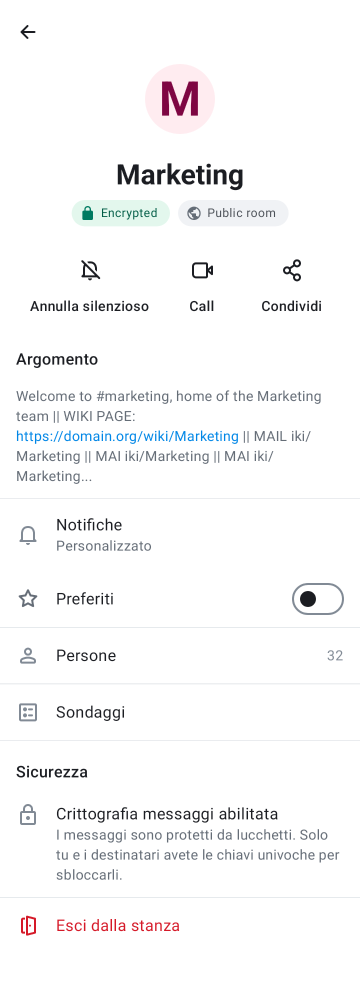 M
Marketing
Encrypted
Public room
Annulla silenzioso
Call
Condividi
Argomento
Welcome to #marketing, home of the Marketing
team || WIKI PAGE:
https://domain.org/wiki/Marketing || MAIL iki/
Marketing || MAI iki/Marketing || MAI iki/
Marketing...
Notifiche
Personalizzato
Preferiti
Persone
32
Sondaggi
Sicurezza
Crittografia messaggi abilitata
I messaggi sono protetti da lucchetti. Solo
tu e i destinatari avete le chiavi univoche per
sbloccarli.
Esci dalla stanza